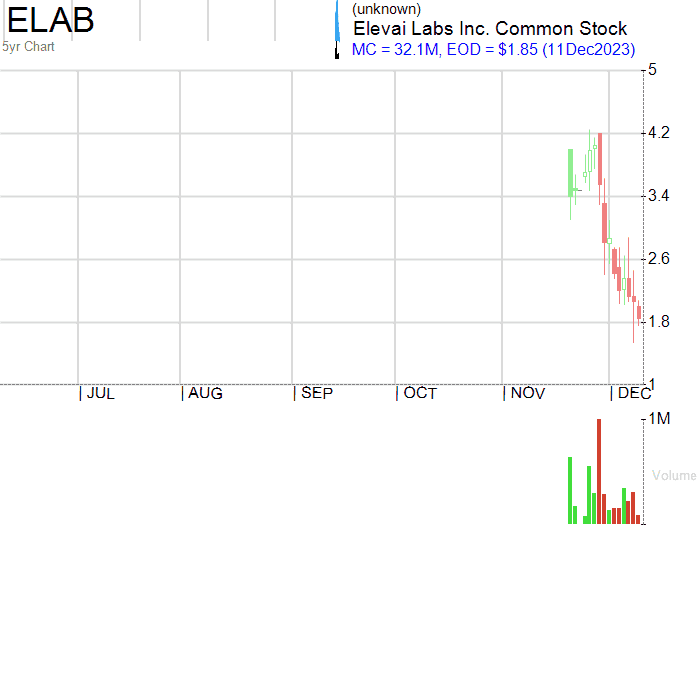 ELAB
5yr Chart
(unknown)
Elevai Labs Inc. Common Stock
MC = 32.1M, EOD = $1.85 (11Dec2023)
5
4.2
3.4
2.6
1.8
1
| JUL | AUG | SEP | OCT | NOV | DEC
1M
Volume